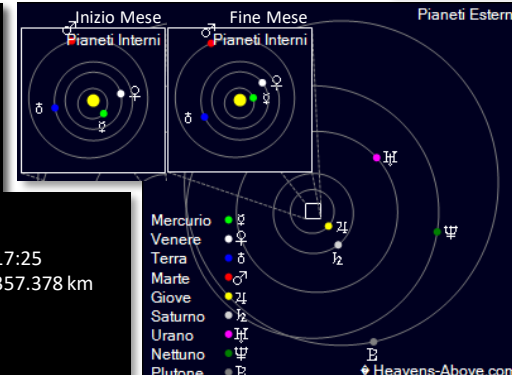 Inizio Mese
Pianeti Interni
Fine Mese
Pianeti Interni
Pianeti Estern
17:25
357.378 km
Mercurio ☿
Venere ♀
Terra ♁
Marte ♂
Giove ♃
Saturno ♄
Urano ♅
Nettuno ♆
Plutone ♇
� Heavens-Above.com